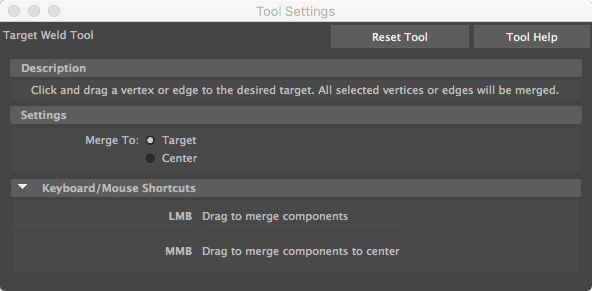 Tool Settings
Target Weld Tool
Reset Tool
Tool Help
Description
Click and drag a vertex or edge to the desired target. All selected vertices or edges will be merged.
Settings
Merge To: Target
Center
Keyboard/Mouse Shortcuts
LMB Drag to merge components
MMB Drag to merge components to center